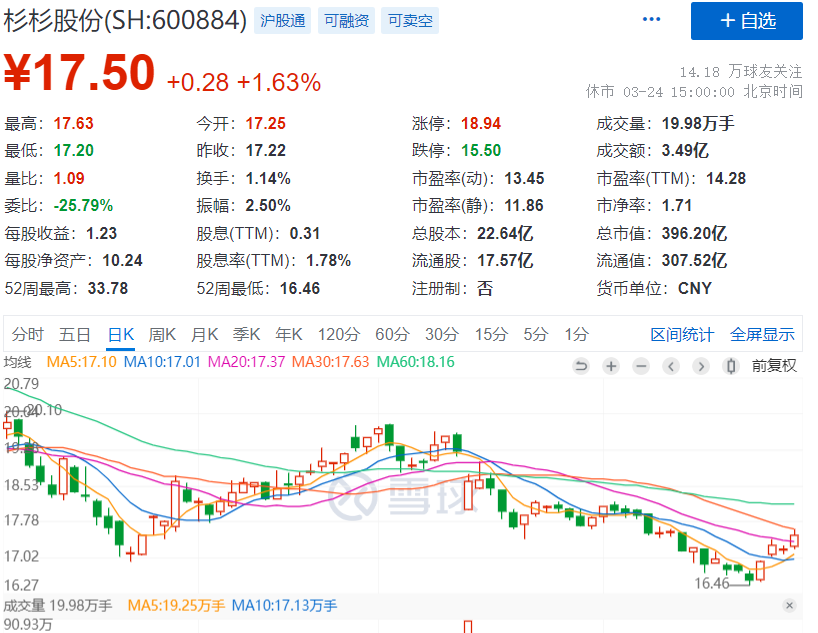 杉杉股份(SH:600884) 沪股通 可融资 可卖空 ••• +自选
¥17.50 +0.28 +1.63%
14.18 万球友关注
休市 03-24 15:00:00 北京时间
最高：17.63 今开：17.25 涨停：18.94 成交量：19.98万手
最低：17.20 昨收：17.22 跌停：15.50 成交额：3.49亿
量比：1.09 换手：1.14% 市盈率(动)：13.45 市盈率(TTM)：14.28
委比：-25.79% 振幅：2.50% 市盈率(静)：11.86 市净率：1.71
每股收益：1.23 股息(TTM)：0.31 总股本：22.64亿 总市值：396.20亿
每股净资产：10.24 股息率(TTM)：1.78% 流通股：17.57亿 流通值：307.52亿
52周最高：33.78 52周最低：16.46 注册制：否 货币单位：CNY
分时 五日 日K 周K 月K 季K 年K 120分 60分 30分 15分 5分 1分 区间统计 全屏显示
均线 MA5:17.10 MA10:17.01 MA20:17.37 MA30:17.63 MA60:18.16 前复权
20.79
20.04 20.10
18.53
雪球
17.78
17.02
16.27 16.46
成交量 19.98万手 MA5:19.25万手 MA10:17.13万手
90.93万